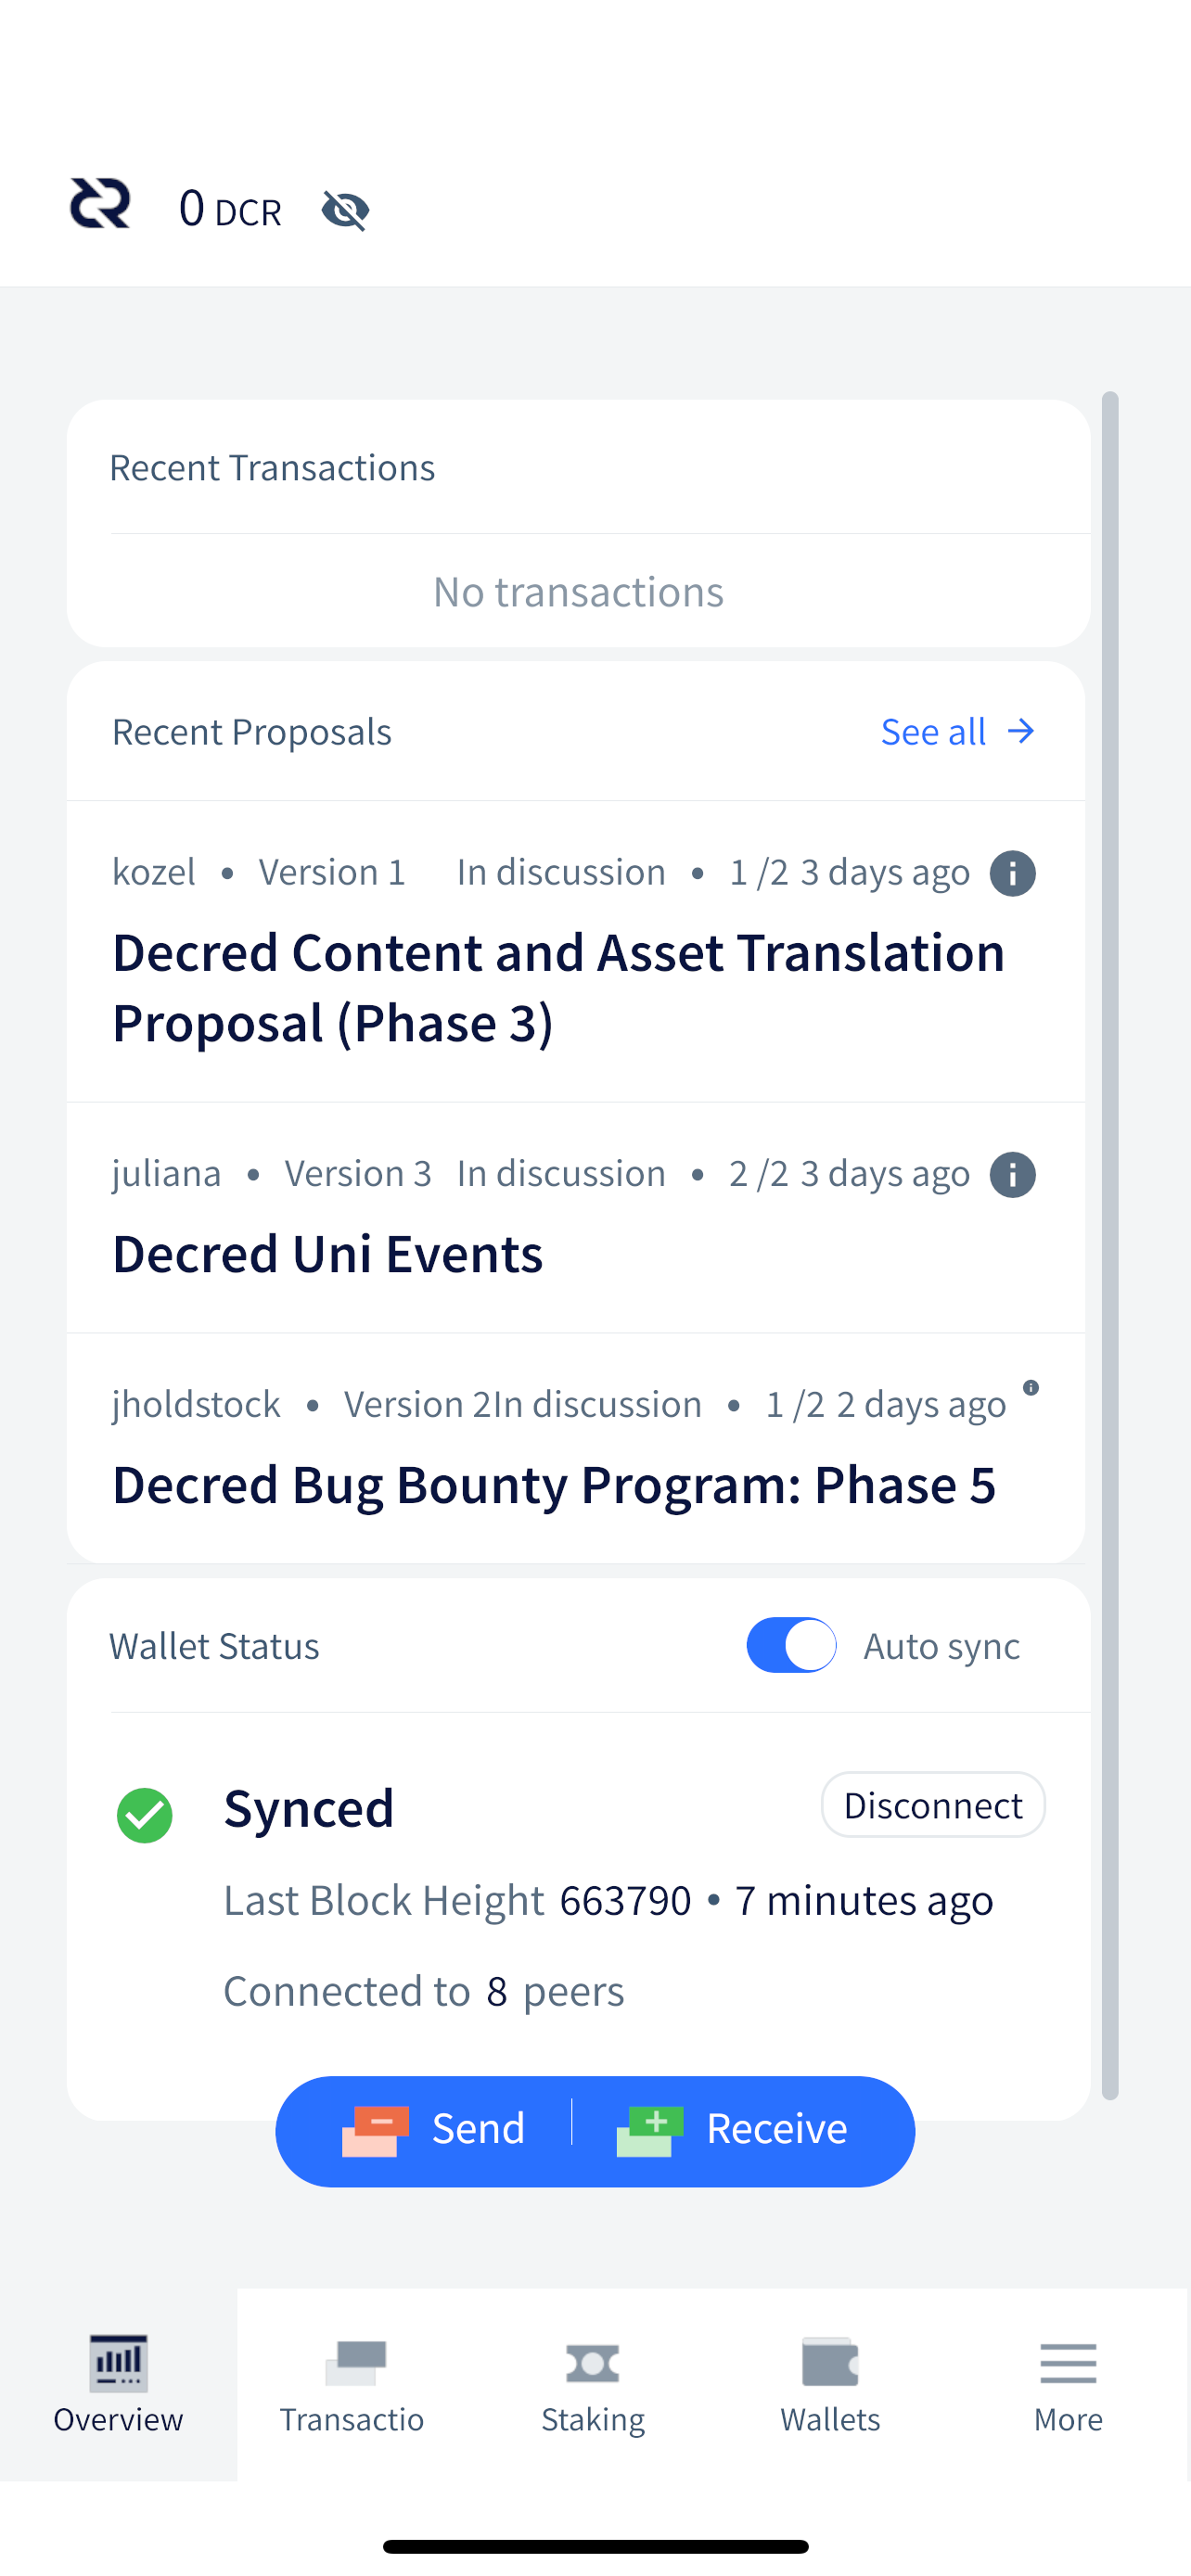 0 DCR
Recent Transactions
No transactions
Recent Proposals See all
kozel • Version 1 In discussion • 1 /2 3 days ago
Decred Content and Asset Translation
Proposal (Phase 3)
juliana • Version 3 In discussion • 2 /2 3 days ago
Decred Uni Events
jholdstock • Version 2In discussion • 1 /2 2 days ago
Decred Bug Bounty Program: Phase 5
Wallet Status Auto sync
Synced Disconnect
Last Block Height 663790 • 7 minutes ago
Connected to 8 peers
Send Receive
Overview Transactio Staking Wallets More